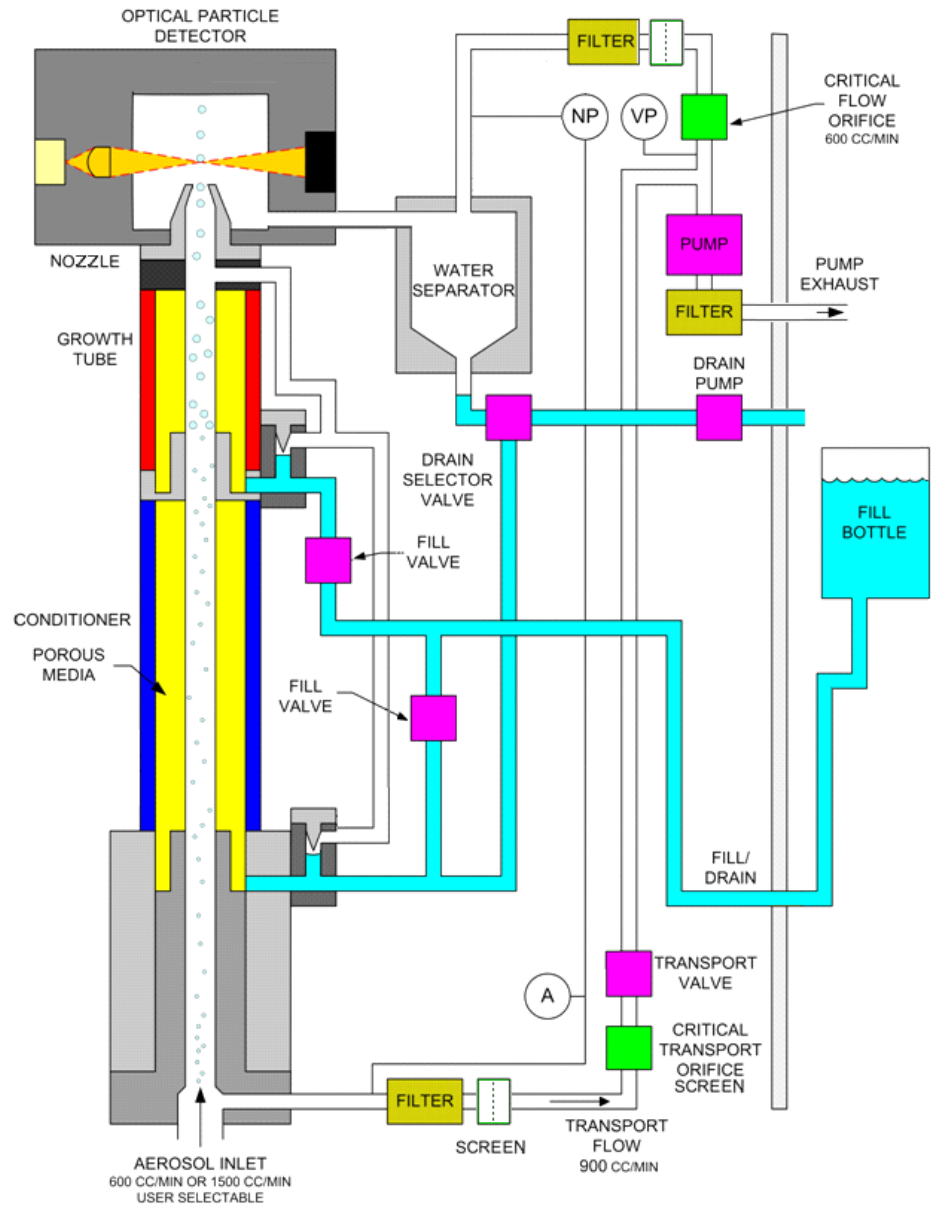 OPTICAL PARTICLE
DETECTOR
FILTER
CRITICAL
FLOW
ORIFICE
600 CC/MIN
NP
VP
NOZZLE
WATER
SEPARATOR
PUMP
PUMP
EXHAUST
FILTER
GROWTH
TUBE
DRAIN
PUMP
DRAIN
SELECTOR
VALVE
FILL
BOTTLE
FILL
VALVE
CONDITIONER
POROUS
MEDIA
FILL
VALVE
FILL/
DRAIN
TRANSPORT
VALVE
A
CRITICAL
TRANSPORT
ORIFICE
SCREEN
FILTER
SCREEN
TRANSPORT
FLOW
900 CC/MIN
AEROSOL INLET
600 CC/MIN OR 1500 CC/MIN
USER SELECTABLE